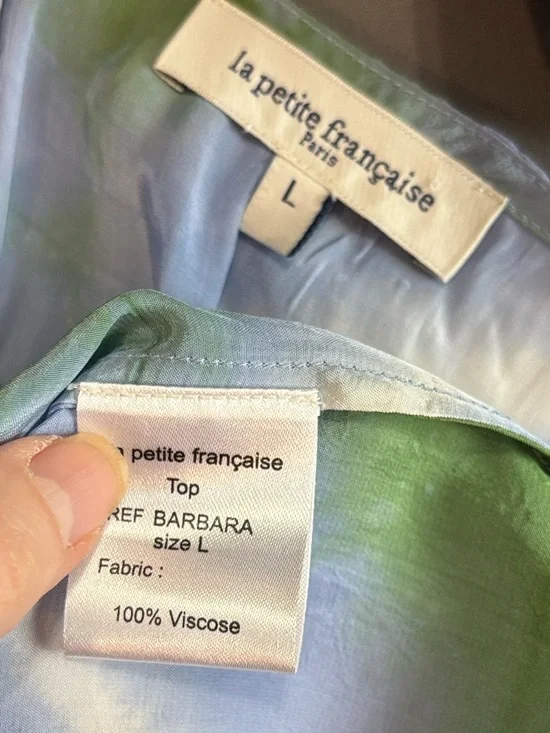 la petite française
Paris
L
petite française
Top
REF BARBARA
size L
Fabric :
100% Viscose